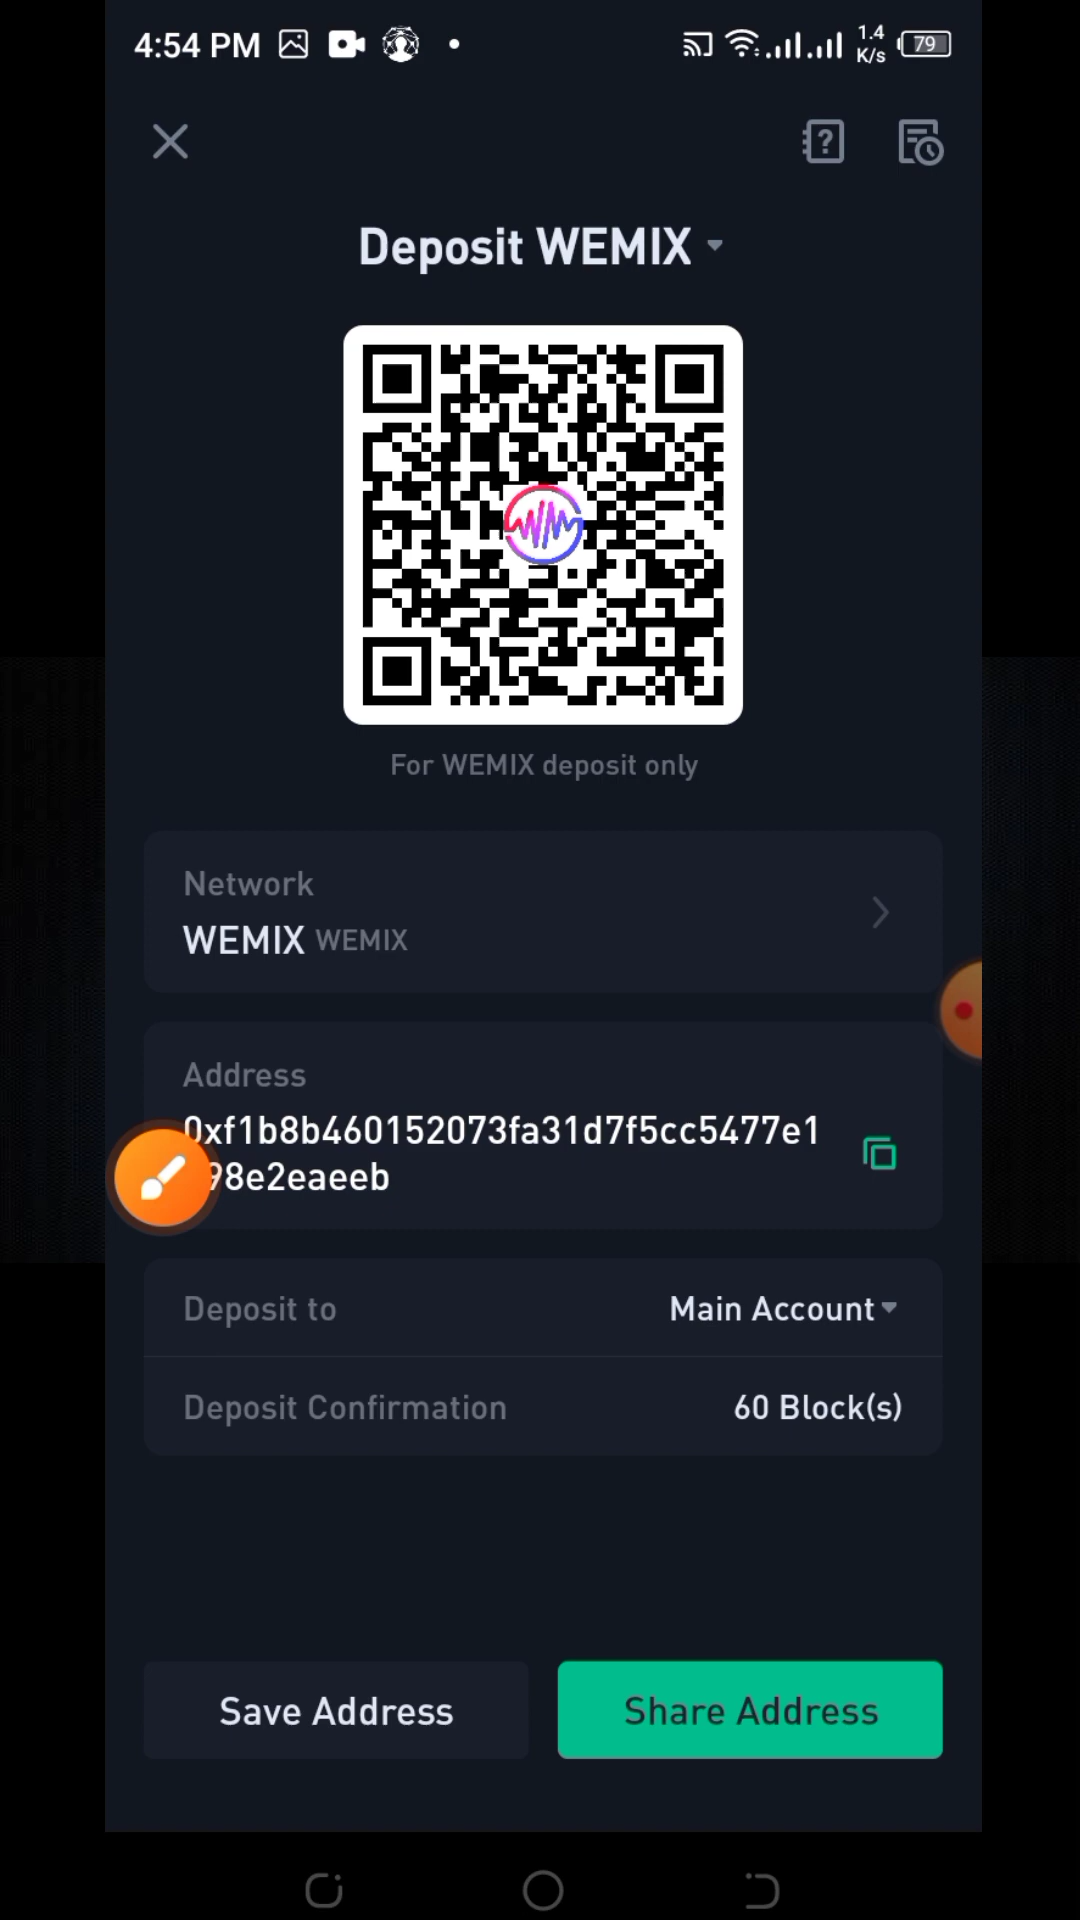 4:54 PM
1.4
K/s
79
Deposit WEMIX
For WEMIX deposit only
Network
WEMIX WEMIX
Address
0xf1b8b460152073fa31d7f5cc5477e1
98e2eaeeb
Deposit to Main Account
Deposit Confirmation 60 Block(s)
Save Address Share Address